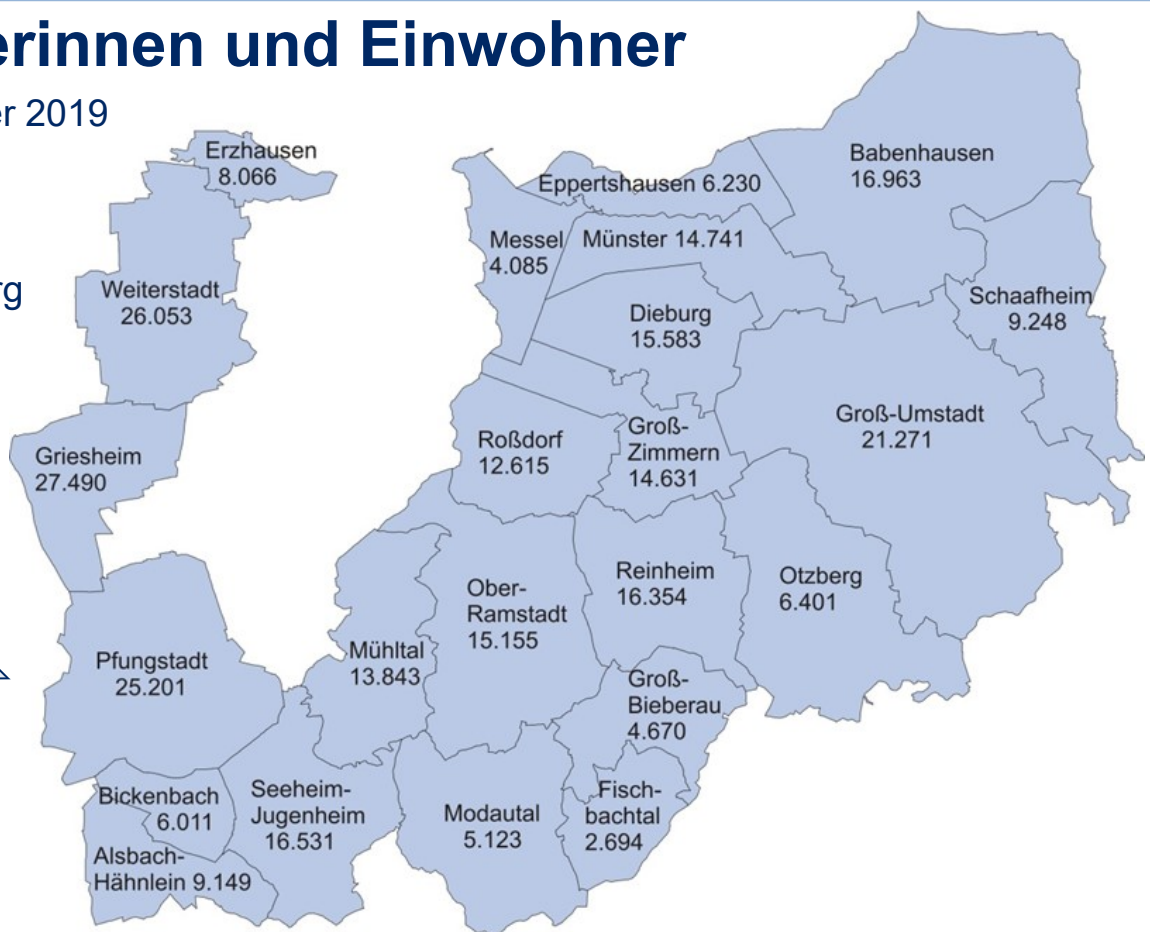 erinnen und Einwohner
er 2019
rg
Erzhausen
8.066
Babenhausen
16.963
Eppertshausen 6.230
Messel
4.085
Münster 14.741
Weiterstadt
26.053
Schaafheim
9.248
Dieburg
15.583
Groß-Umstadt
21.271
Griesheim
27.490
Roßdorf
12.615
Groß-
Zimmern
14.631
Ober-
Ramstadt
15.155
Reinheim
16.354
Otzberg
6.401
Pfungstadt
25.201
Mühltal
13.843
Groß-
Bieberau
4.670
Bickenbach
6.011
Seeheim-
Jugenheim
16.531
Modautal
5.123
Fisch-
bachtal
2.694
Alsbach-
Hähnlein 9.149